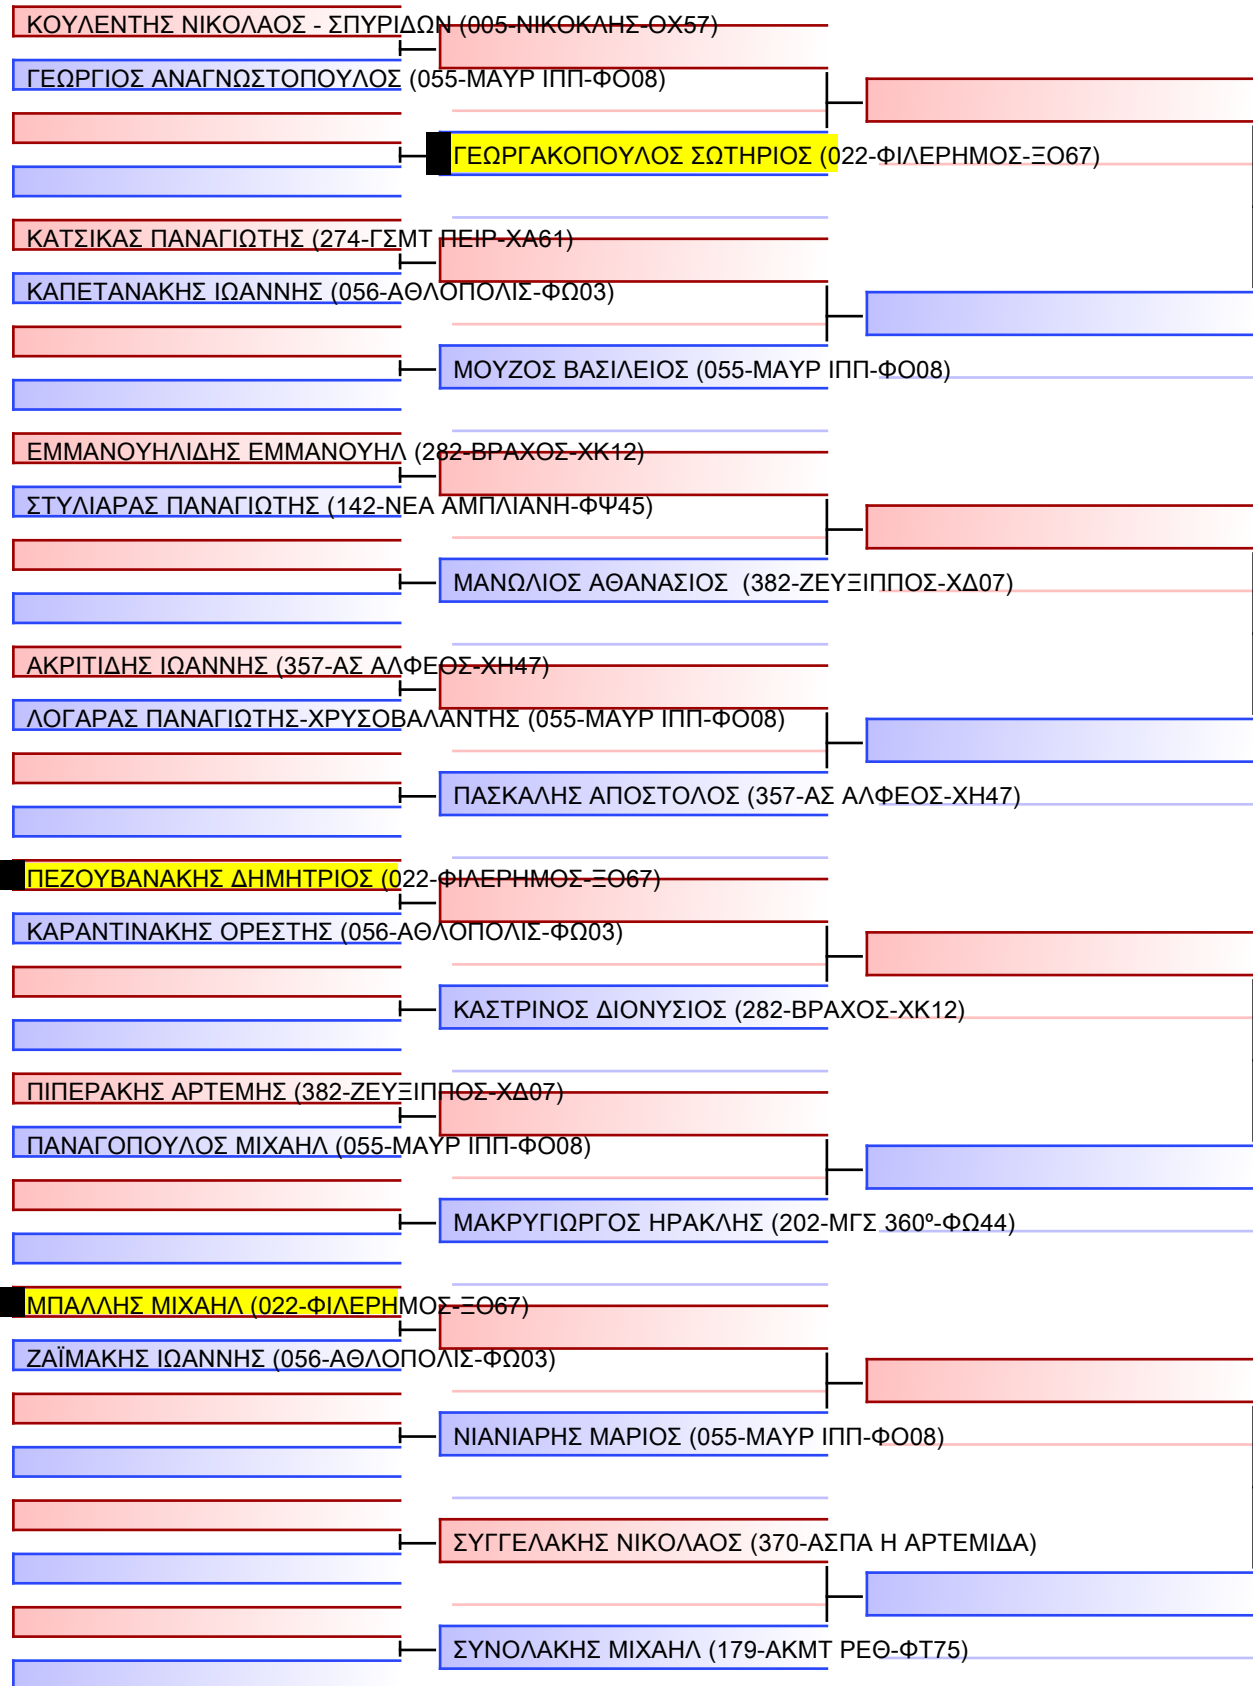 ΚΟΥΛΕΝΤΗΣ ΝΙΚΟΛΑΟΣ - ΣΠΥΡΙΔΩΝ (005-ΝΙΚΟΚΛΗΣ-ΟΧ57)
ΓΕΩΡΓΙΟΣ ΑΝΑΓΝΩΣΤΟΠΟΥΛΟΣ (055-ΜΑΥΡ ΙΠΠ-ΦΟ08)
ΓΕΩΡΓΑΚΟΠΟΥΛΟΣ ΣΩΤΗΡΙΟΣ (022-ΦΙΛΕΡΗΜΟΣ-ΞΟ67)
ΚΑΤΣΙΚΑΣ ΠΑΝΑΓΙΩΤΗΣ (274-ΓΣΜΤ ΠΕΙΡ-ΧΑ61)
ΚΑΠΕΤΑΝΑΚΗΣ ΙΩΑΝΝΗΣ (056-ΑΘΛΟΠΟΛΙΣ-ΦΩ03)
ΜΟΥΖΟΣ ΒΑΣΙΛΕΙΟΣ (055-ΜΑΥΡ ΙΠΠ-ΦΟ08)
ΕΜΜΑΝΟΥΗΛΙΔΗΣ ΕΜΜΑΝΟΥΗΛ (282-ΒΡΑΧΟΣ-ΧΚ12)
ΣΤΥΛΙΑΡΑΣ ΠΑΝΑΓΙΩΤΗΣ (142-ΝΕΑ ΑΜΠΛΙΑΝΗ-ΦΨ45)
ΜΑΝΩΛΙΟΣ ΑΘΑΝΑΣΙΟΣ  (382-ΖΕΥΞΙΠΠΟΣ-ΧΔ07)
ΑΚΡΙΤΙΔΗΣ ΙΩΑΝΝΗΣ (357-ΑΣ ΑΛΦΕΟΣ-ΧΗ47)
ΛΟΓΑΡΑΣ ΠΑΝΑΓΙΩΤΗΣ-ΧΡΥΣΟΒΑΛΑΝΤΗΣ (055-ΜΑΥΡ ΙΠΠ-ΦΟ08)
ΠΑΣΚΑΛΗΣ ΑΠΟΣΤΟΛΟΣ (357-ΑΣ ΑΛΦΕΟΣ-ΧΗ47)
ΠΕΖΟΥΒΑΝΑΚΗΣ ΔΗΜΗΤΡΙΟΣ (022-ΦΙΛΕΡΗΜΟΣ-ΞΟ67)
ΚΑΡΑΝΤΙΝΑΚΗΣ ΟΡΕΣΤΗΣ (056-ΑΘΛΟΠΟΛΙΣ-ΦΩ03)
ΚΑΣΤΡΙΝΟΣ ΔΙΟΝΥΣΙΟΣ (282-ΒΡΑΧΟΣ-ΧΚ12)
ΠΙΠΕΡΑΚΗΣ ΑΡΤΕΜΗΣ (382-ΖΕΥΞΙΠΠΟΣ-ΧΔ07)
ΠΑΝΑΓΟΠΟΥΛΟΣ ΜΙΧΑΗΛ (055-ΜΑΥΡ ΙΠΠ-ΦΟ08)
ΜΑΚΡΥΓΙΩΡΓΟΣ ΗΡΑΚΛΗΣ (202-ΜΓΣ 360º-ΦΩ44)
ΜΠΑΛΛΗΣ ΜΙΧΑΗΛ (022-ΦΙΛΕΡΗΜΟΣ-ΞΟ67)
ΖΑΪΜΑΚΗΣ ΙΩΑΝΝΗΣ (056-ΑΘΛΟΠΟΛΙΣ-ΦΩ03)
ΝΙΑΝΙΑΡΗΣ ΜΑΡΙΟΣ (055-ΜΑΥΡ ΙΠΠ-ΦΟ08)
ΣΥΓΓΕΛΑΚΗΣ ΝΙΚΟΛΑΟΣ (370-ΑΣΠΑ Η ΑΡΤΕΜΙΔΑ)
ΣΥΝΟΛΑΚΗΣ ΜΙΧΑΗΛ (179-ΑΚΜΤ ΡΕΘ-ΦΤ75)